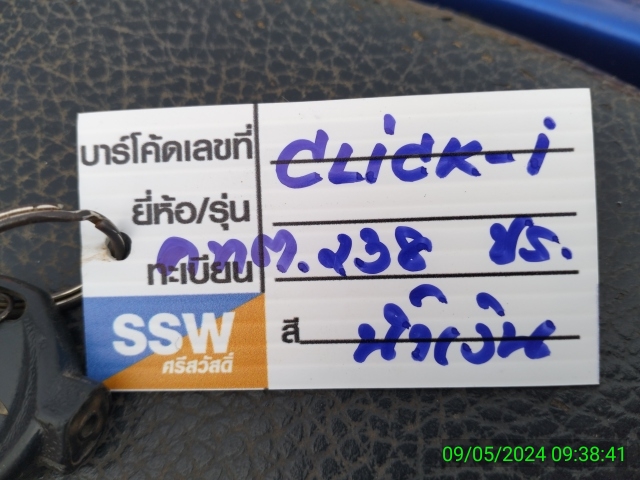 บาร์โค้ดเลขที่ CLICK-i
ยี่ห้อ/รุ่น
ทะเบียน กทต. 238 ชร.
SSW
ศรีสวัสดิ์
สี น้ำเงิน
09/05/2024 09:38:41